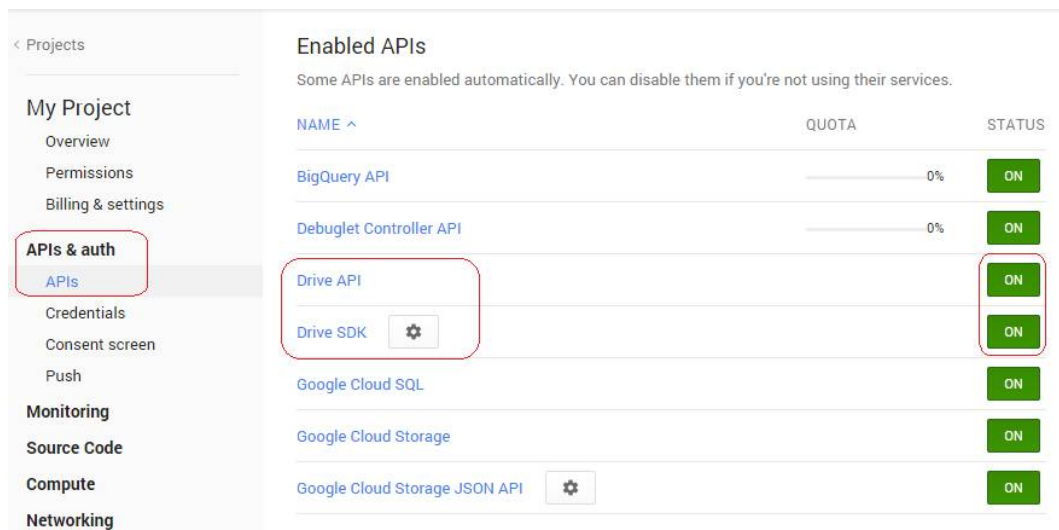 < Projects
My Project
Overview
Permissions
Billing & settings
APIs & auth
APIs
Credentials
Consent screen
Push
Monitoring
Source Code
Compute
Networking
Enabled APIs
Some APIs are enabled automatically. You can disable them if you're not using their services.
NAME ^ QUOTA STATUS
BigQuery API 0% ON
Debuglet Controller API 0% ON
Drive API ON
Drive SDK ON
Google Cloud SQL ON
Google Cloud Storage ON
Google Cloud Storage JSON API ON